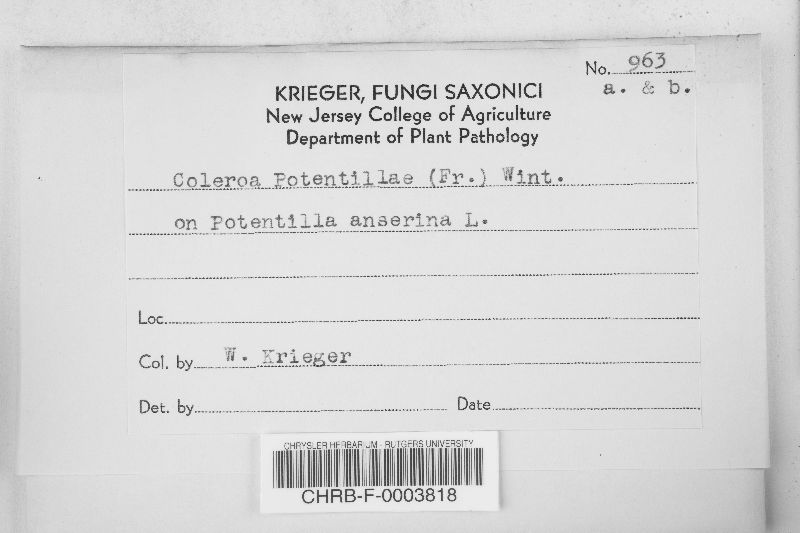 No. 963
a. & b.
KRIEGER, FUNGI SAXONICI
New Jersey College of Agriculture
Department of Plant Pathology
Coleroa Potentillae (Fr.) Wint.
on Potentilla anserina L.
Loc.
Col. by W. Krieger
Det. by Date
CHRYSLER HERBARIUM - RUTGERS UNIVERSITY
CHRB-F-0003818